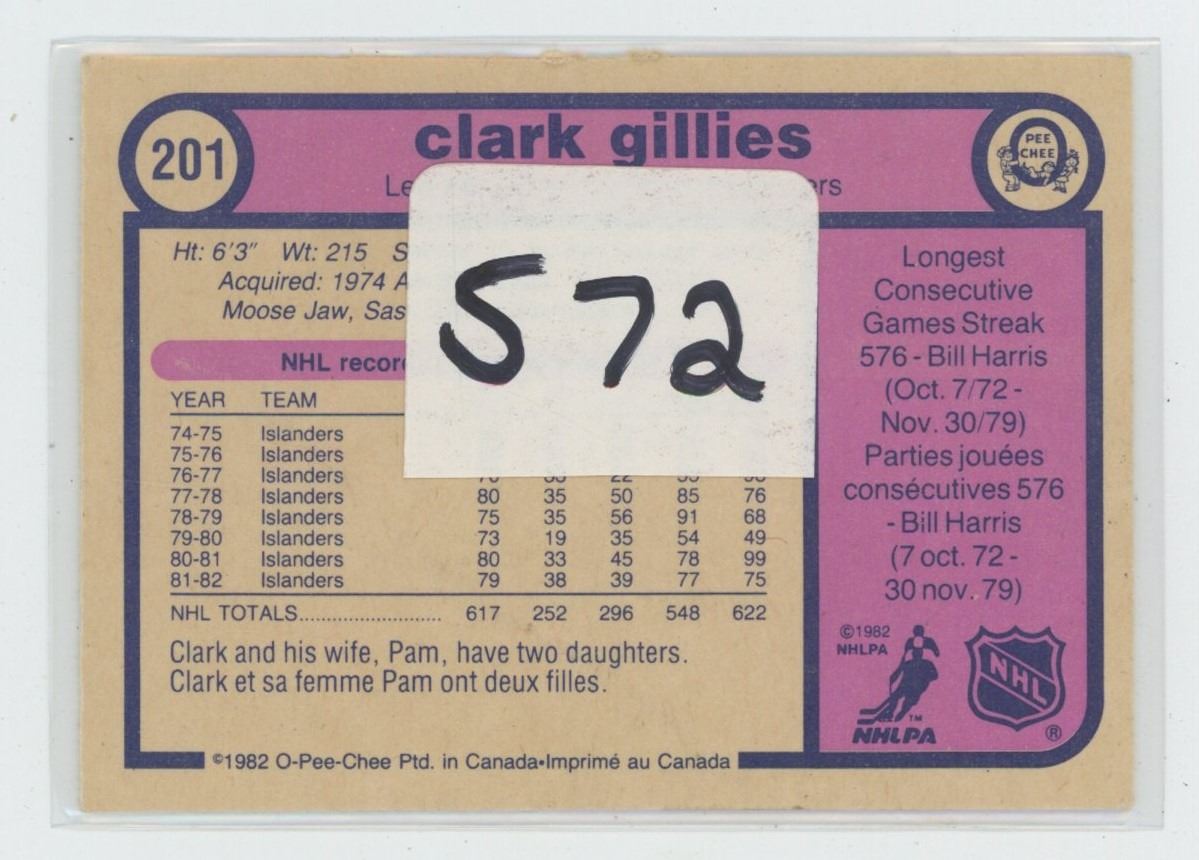 201
clark gillies
PEE
CHEE
Ht: 6'3" Wt: 215
Acquired: 1974
Moose Jaw,
572
NHL
YEAR TEAM
74-75 Islanders
75-76 Islanders
76-77 Islanders
77-78 Islanders 80 35 50 85 76
78-79 Islanders 75 35 56 91 68
79-80 Islanders 73 19 35 54 49
80-81 Islanders 80 33 45 78 99
81-82 Islanders 79 38 39 77 75
NHL TOTALS.......................... 617 252 296 548 622
Clark and his wife, Pam, have two daughters.
Clark et sa femme Pam ont deux filles.
©1982 O-Pee-Chee Ptd. in Canada•Imprimé au Canada
Longest
Consecutive
Games Streak
576 - Bill Harris
(Oct. 7/72 -
Nov. 30/79)
Parties jouées
consécutives 576
- Bill Harris
(7 oct. 72 -
30 nov. 79)
©1982
NHLPA
TM
NHLPA
NHL
®